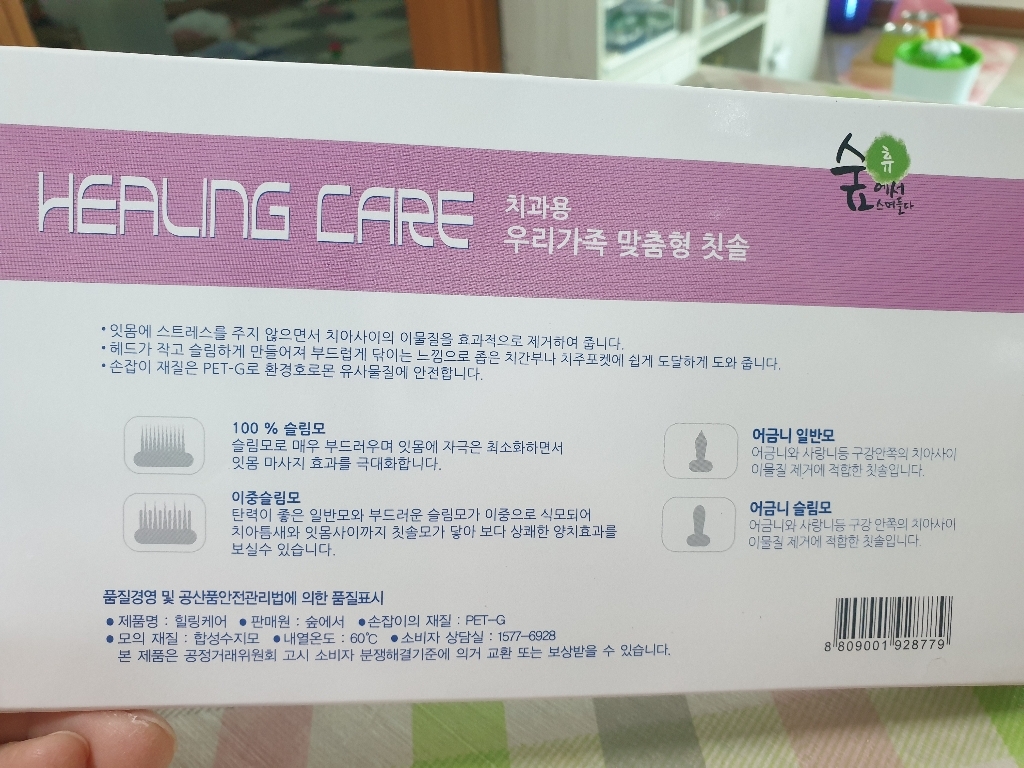 HEALING CARE
치과용
우리가족 맞춤형 칫솔
숲
휴
에서
스며들다
• 잇몸에 스트레스를 주지 않으면서 치아사이의 이물질을 효과적으로 제거하여 줍니다.
• 헤드가 작고 슬림하게 만들어져 부드럽게 닦이는 느낌으로 좁은 치간부나 치주포켓에 쉽게 도달하게 도와 줍니다.
• 손잡이 재질은 PET-G로 환경호로몬 유사물질에 안전합니다.
100 % 슬림모
슬림모로 매우 부드러우며 잇몸에 자극은 최소화하면서
잇몸 마사지 효과를 극대화합니다.
이중슬림모
탄력이 좋은 일반모와 부드러운 슬림모가 이중으로 식모되어
치아틈새와 잇몸사이까지 칫솔모가 닿아 보다 상쾌한 양치효과를
보실수 있습니다.
어금니 일반모
어금니와 사랑니등 구강안쪽의 치아사이
이물질 제거에 적합한 칫솔입니다.
어금니 슬림모
어금니와 사랑니등 구강 안쪽의 치아사이
이물질 제거에 적합한 칫솔입니다.
품질경영 및 공산품안전관리법에 의한 품질표시
● 제품명 : 힐링케어 ● 판매원 : 숲에서 ● 손잡이의 재질 : PET-G
● 모의 재질 : 합성수지모 ● 내열온도 : 60℃ ● 소비자 상담실 : 1577-6928
본 제품은 공정거래위원회 고시 소비자 분쟁해결기준에 의거 교환 또는 보상받을 수 있습니다.
8 809001 928779